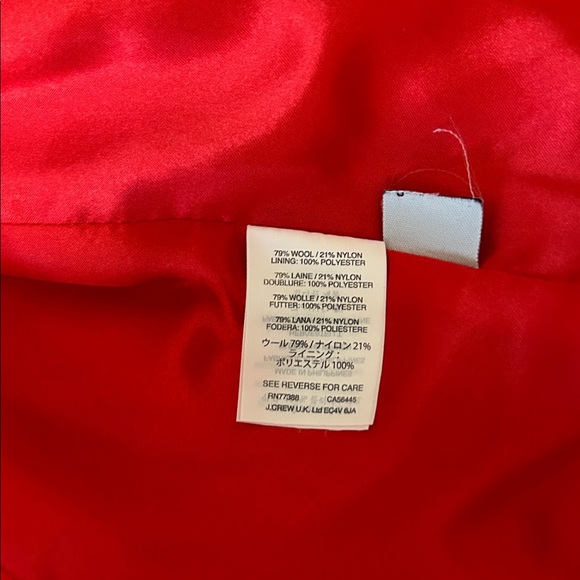 79% WOOL / 21% NYLON
LINING: 100% POLYESTER
79% LAINE / 21% NYLON
DOUBLURE: 100% POLYESTER
79% WOLLE / 21% NYLON
FUTTER: 100% POLYESTER
79% LANA / 21% NYLON
FODERA: 100% POLIESTERE
ウール 79% / ナイロン 21%
ライニング :
ポリエステル 100%
MADE IN PHILIPPINES
SEE REVERSE FOR CARE
RN77388 CA56445
J.CREW U.K. Ltd EC4V 6JA